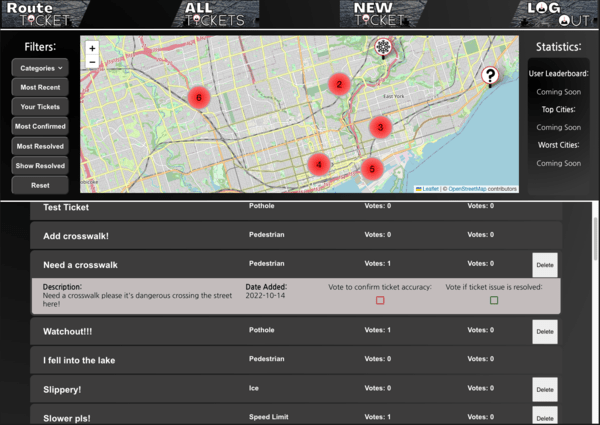 Route TICKET
ALL TICKETS
NEW TICKET
LOG OUT
Filters:
Categories
Most Recent
Your Tickets
Most Confirmed
Most Resolved
Show Resolved
Reset
+
−
6
2
?
East York
3
4
5
Leaflet | © OpenStreetMap contributors
Statistics:
User Leaderboard:
Coming Soon
Top Cities:
Coming Soon
Worst Cities:
Coming Soon
Test Ticket Pothole Votes: 0 Votes: 0
Add crosswalk! Pedestrian Votes: 0 Votes: 0
Need a crosswalk Pedestrian Votes: 1 Votes: 0 Delete
Description: Date Added: Vote to confirm ticket accuracy: Vote if ticket issue is resolved:
Need a crosswalk please it's dangerous crossing the street 2022-10-14
here!
Watchout!!! Pothole Votes: 1 Votes: 0 Delete
I fell into the lake Pedestrian Votes: 0 Votes: 0
Slippery! Ice Votes: 0 Votes: 0 Delete
Slower pls! Speed Limit Votes: 1 Votes: 0 Delete